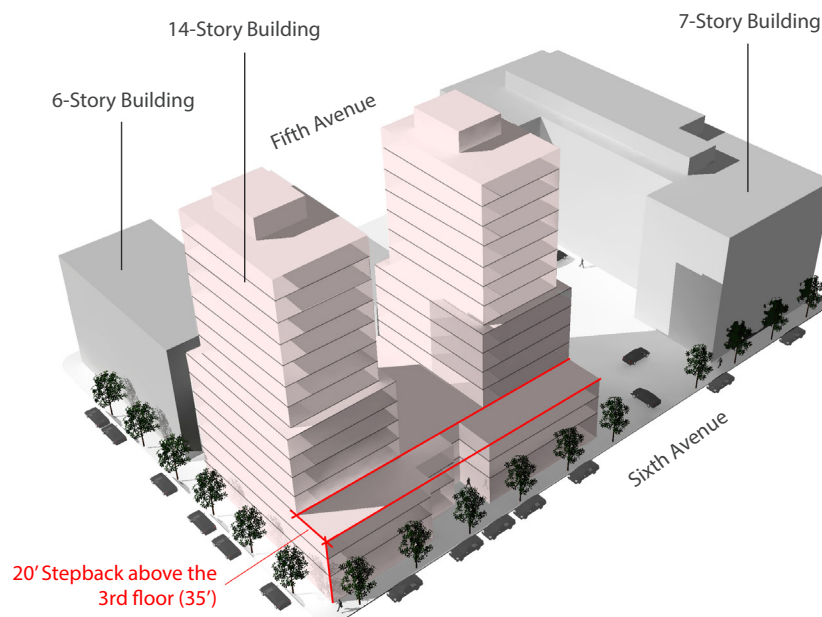 14-Story Building
7-Story Building
6-Story Building
Fifth Avenue
Sixth Avenue
20’ Stepback above the
3rd floor (35’)